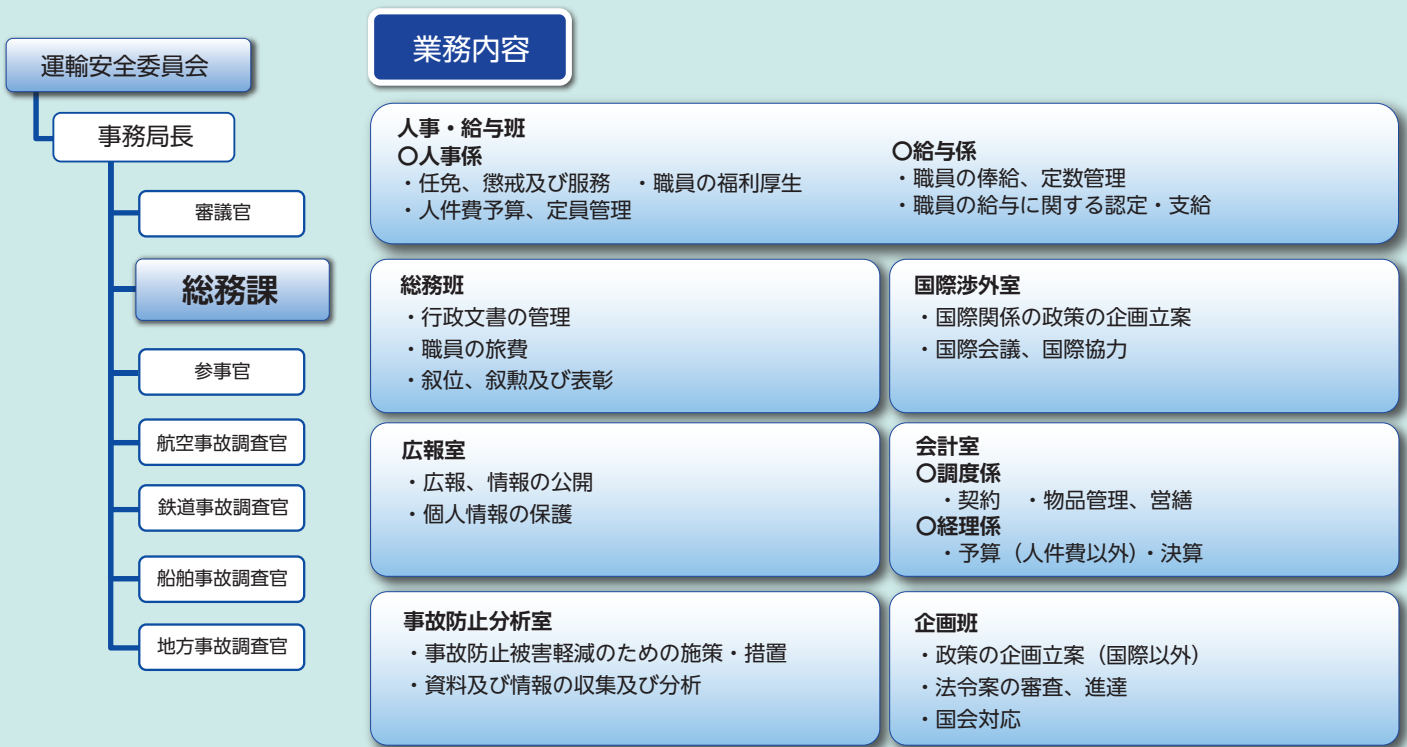 運輸安全委員会
事務局長
審議官
総務課
参事官
航空事故調査官
鉄道事故調査官
船舶事故調査官
地方事故調査官
業務内容
人事・給与班
〇人事係
・任免、懲戒及び服務　・職員の福利厚生
・人件費予算、定員管理
〇給与係
・職員の俸給、定数管理
・職員の給与に関する認定・支給
総務班
・行政文書の管理
・職員の旅費
・叙位、叙勲及び表彰
国際渉外室
・国際関係の政策の企画立案
・国際会議、国際協力
広報室
・広報、情報の公開
・個人情報の保護
会計室
〇調度係
・契約　・物品管理、営繕
〇経理係
・予算（人件費以外）・決算
事故防止分析室
・事故防止被害軽減のための施策・措置
・資料及び情報の収集及び分析
企画班
・政策の企画立案（国際以外）
・法令案の審査、進達
・国会対応